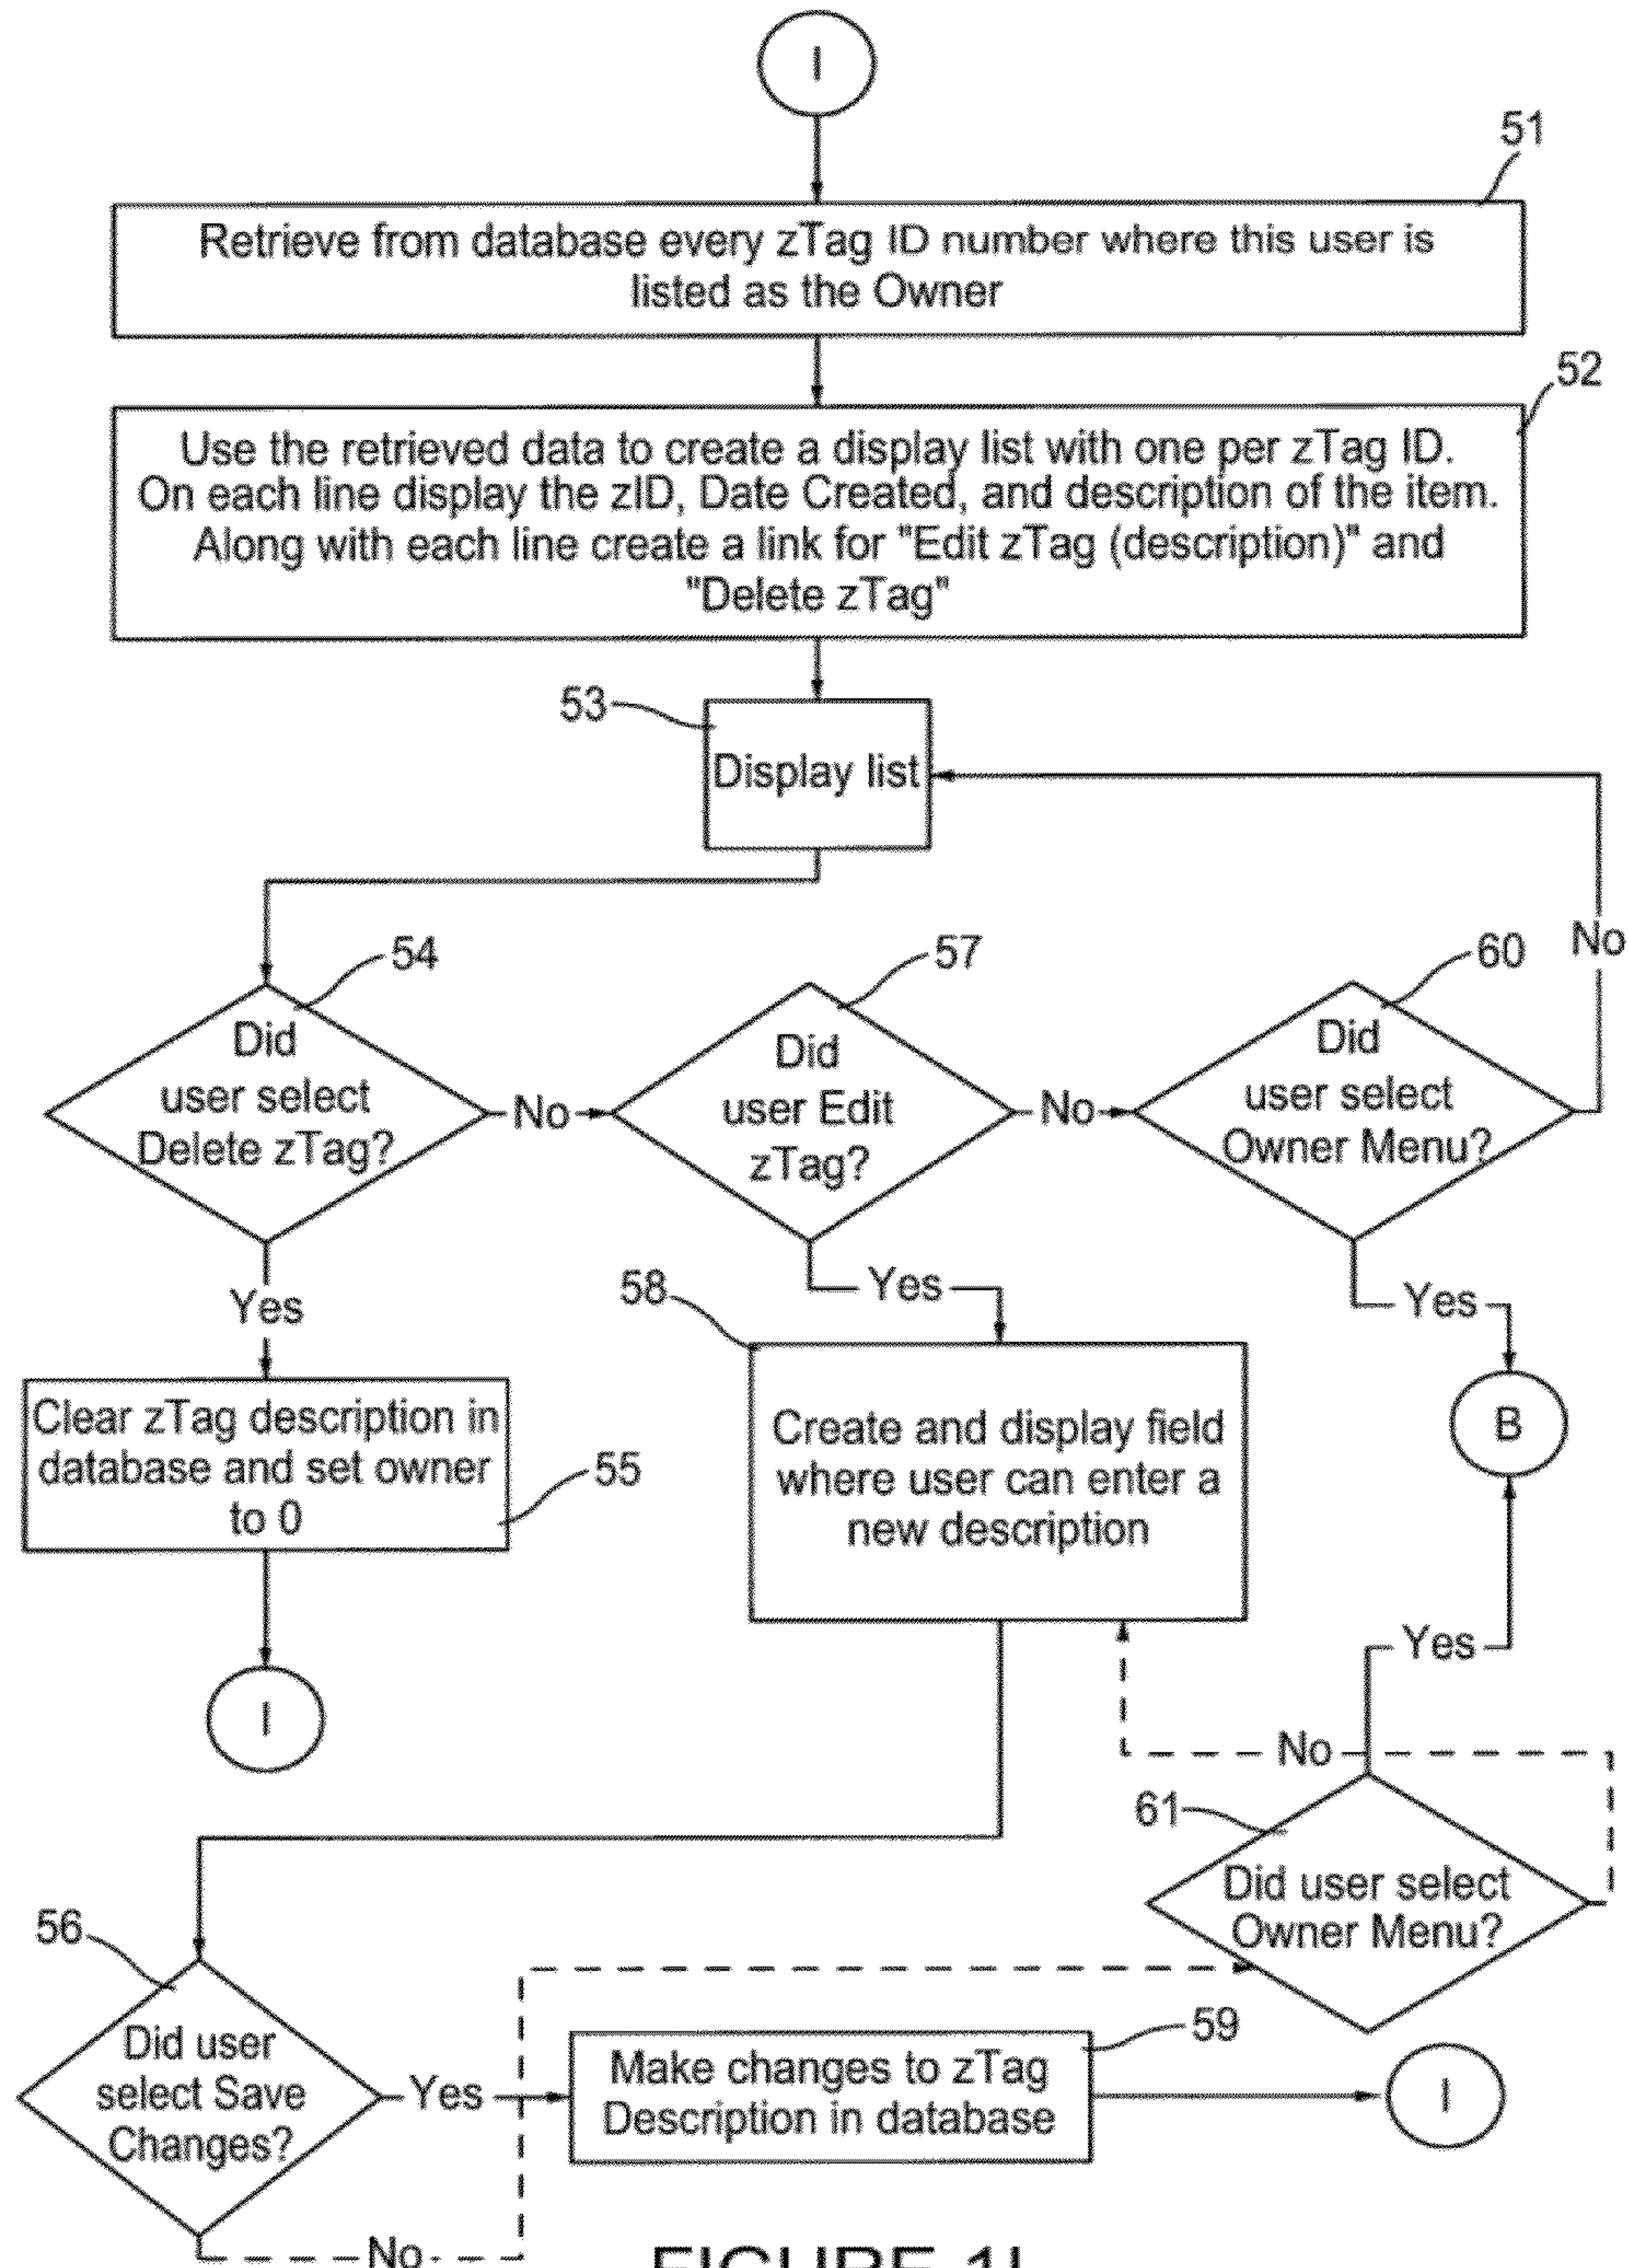 I
51
Retrieve from database every zTag ID number where this user is
listed as the Owner
52
Use the retrieved data to create a display list with one per zTag ID.
On each line display the zID, Date Created, and description of the item.
Along with each line create a link for "Edit zTag (description)" and
"Delete zTag"
53
Display list
No
54
Did
user select
Delete zTag?
No
57
Did
user Edit
zTag?
No
60
Did
user select
Owner Menu?
Yes
Yes
Yes
58
Clear zTag description in
database and set owner
to 0
55
Create and display field
where user can enter a
new description
B
Yes
I
No
61
Did user select
Owner Menu?
56
Did user
select Save
Changes?
Yes
59
Make changes to zTag
Description in database
I
No